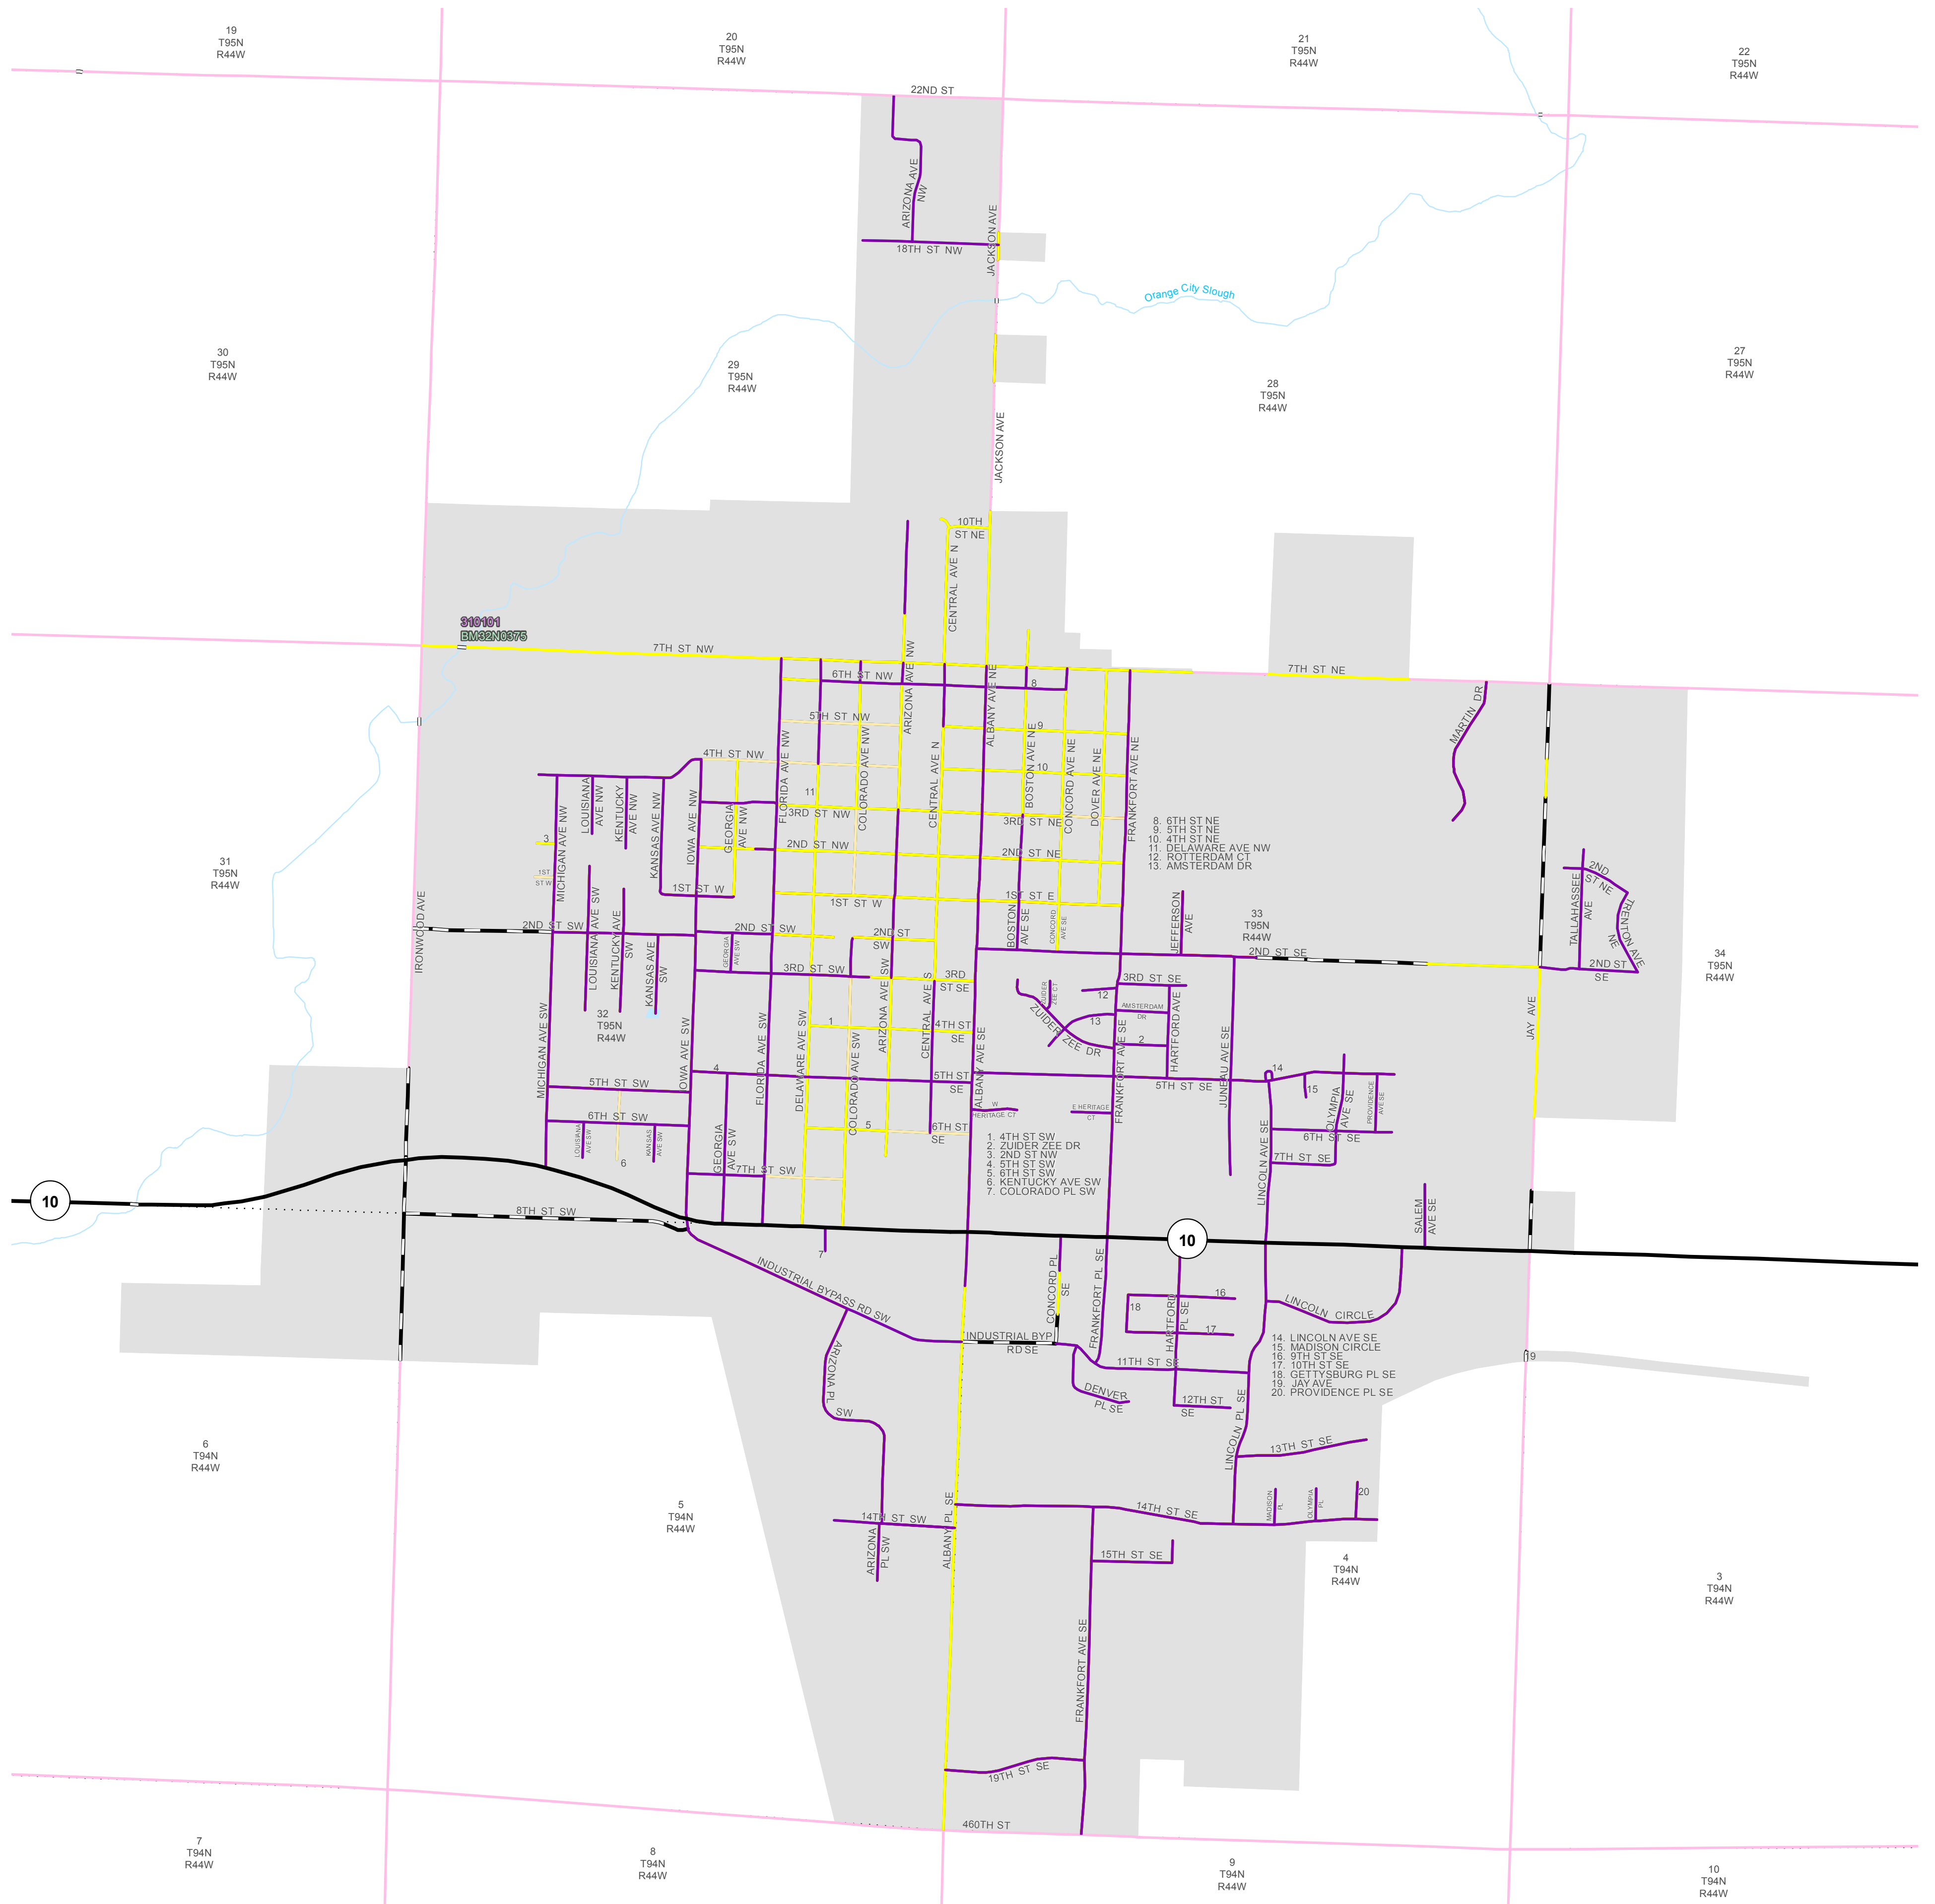 19
T95N
R44W
20
T95N
R44W
21
T95N
R44W
22
T95N
R44W
22ND ST
ARIZONA AVE
NW
JACKSON AVE
18TH ST NW
Orange City Slough
30
T95N
R44W
29
T95N
R44W
28
T95N
R44W
27
T95N
R44W
JACKSON AVE
10TH
ST NE
CENTRAL AVE N
310101
BM32N0375
7TH ST NW
7TH ST NE
6TH ST NW
8
ARIZONA AVE NW
ALBANY AVE NE
MARTIN DR
5TH ST NW
9
4TH ST NW
10
FLORIDA AVE NW
COLORADO AVE NW
CENTRAL AVE N
BOSTON AVE NE
CONCORD AVE NE
DOVER AVE NE
FRANKFORT AVE NE
LOUISIANA
AVE NW
KENTUCKY
AVE NW
KANSAS AVE NW
IOWA AVE NW
GEORGIA
AVE NW
MICHIGAN AVE NW
11
3RD ST NW
3RD ST NE
3
2ND ST NW
2ND ST NE
8. 6TH ST NE
9. 5TH ST NE
10. 4TH ST NE
11. DELAWARE AVE NW
12. ROTTERDAM CT
13. AMSTERDAM DR
31
T95N
R44W
1ST
ST W
1ST ST W
1ST ST W
1ST ST E
IRONWOOD AVE
2ND ST SW
LOUISIANA AVE SW
KENTUCKY AVE
SW
KANSAS AVE
SW
2ND ST SW
GEORGIA
AVE SW
2ND ST
SW
BOSTON
AVE SE
CONCORD
AVE SE
JEFFERSON
AVE
33
T95N
R44W
2ND ST SE
2ND
ST NE
TALLAHASSEE
AVE
TRENTON AVE
NE
2ND ST
SE
34
T95N
R44W
3RD ST SW
3RD
ST SE
3RD ST SE
ZUIDER
ZEE CT
12
AMSTERDAM
DR
13
ZUIDER ZEE DR
2
HARTFORD AVE
32
T95N
R44W
MICHIGAN AVE SW
IOWA AVE SW
FLORIDA AVE SW
DELAWARE AVE SW
COLORADO AVE SW
ARIZONA AVE SW
CENTRAL AVE S
ALBANY AVE SE
FRANKFORT AVE SE
JUNEAU AVE SE
JAY AVE
1
4TH ST
SE
4
5TH ST SW
5TH ST
SE
5TH ST SE
14
15
OLYMPIA
AVE SE
PROVIDENCE
AVE SE
W
HERITAGE CT
E HERITAGE
CT
6TH ST SW
5
6TH ST
SE
6TH ST SE
LOUISIANA
AVE SW
KANSAS
AVE SW
6
GEORGIA
AVE SW
7TH ST SW
7TH ST SE
LINCOLN AVE SE
1. 4TH ST SW
2. ZUIDER ZEE DR
3. 2ND ST NW
4. 5TH ST SW
5. 6TH ST SW
6. KENTUCKY AVE SW
7. COLORADO PL SW
SALEM
AVE SE
10
8TH ST SW
7
10
INDUSTRIAL BYPASS RD SW
CONCORD PL
SE
FRANKFORT PL SE
HARTFORD
PL SE
16
18
17
LINCOLN CIRCLE
INDUSTRIAL BYP
RD SE
14. LINCOLN AVE SE
15. MADISON CIRCLE
16. 9TH ST SE
17. 10TH ST SE
18. GETTYSBURG PL SE
19. JAY AVE
20. PROVIDENCE PL SE
19
ARIZONA PL
SW
11TH ST SE
DENVER
PL SE
12TH ST
SE
LINCOLN PL SE
13TH ST SE
6
T94N
R44W
5
T94N
R44W
14TH ST SW
ARIZONA
PL SW
ALBANY PL SE
14TH ST SE
MADISON
PL
OLYMPIA
PL
20
15TH ST SE
4
T94N
R44W
3
T94N
R44W
FRANKFORT AVE SE
19TH ST SE
460TH ST
7
T94N
R44W
8
T94N
R44W
9
T94N
R44W
10
T94N
R44W